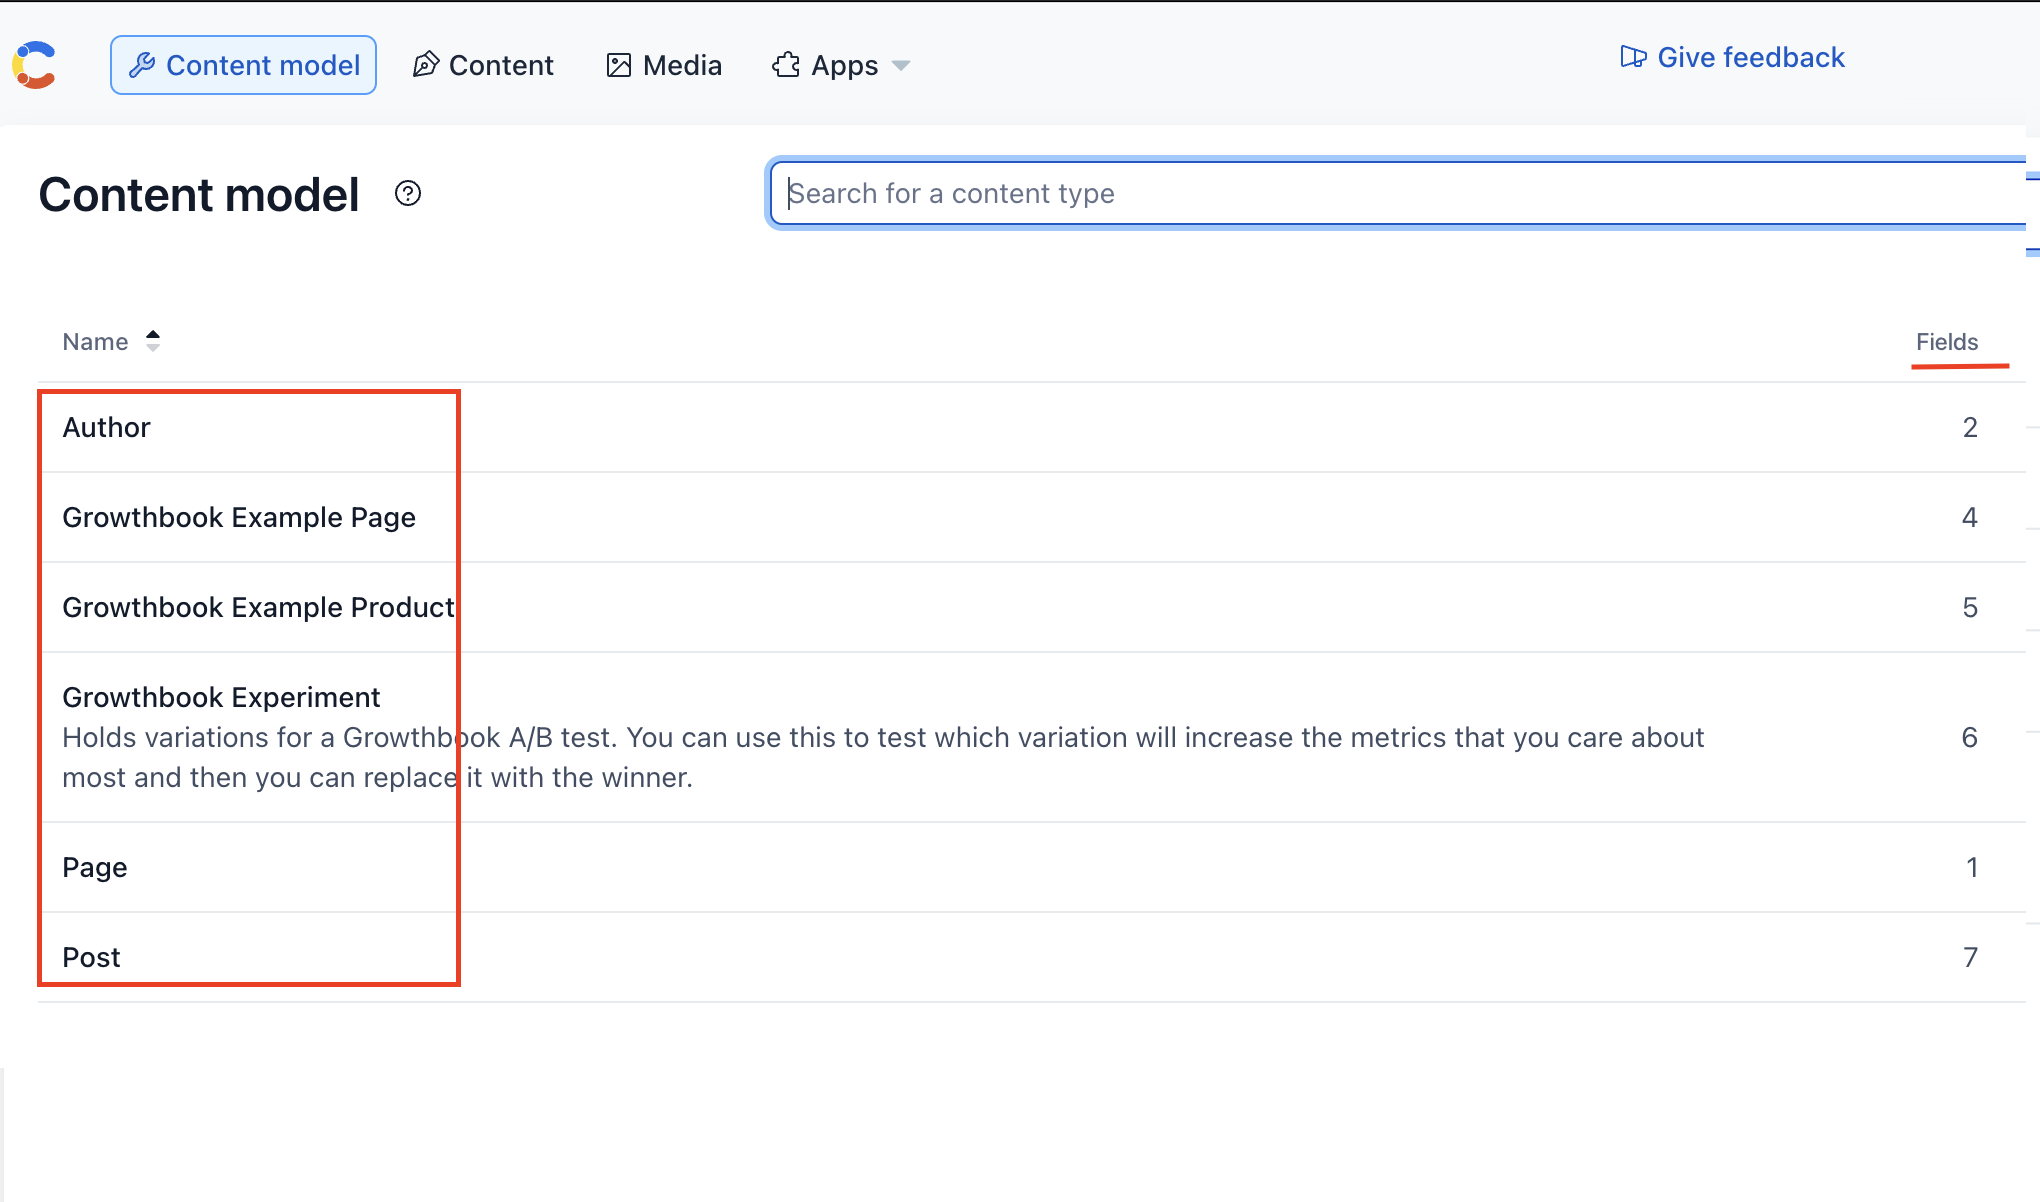 Content model
Content
Media
Apps
Give feedback
Content model
Search for a content type
Name
Fields
Author
2
Growthbook Example Page
4
Growthbook Example Product
5
Growthbook Experiment
Holds variations for a Growthbook A/B test. You can use this to test which variation will increase the metrics that you care about
most and then you can replace it with the winner.
6
Page
1
Post
7